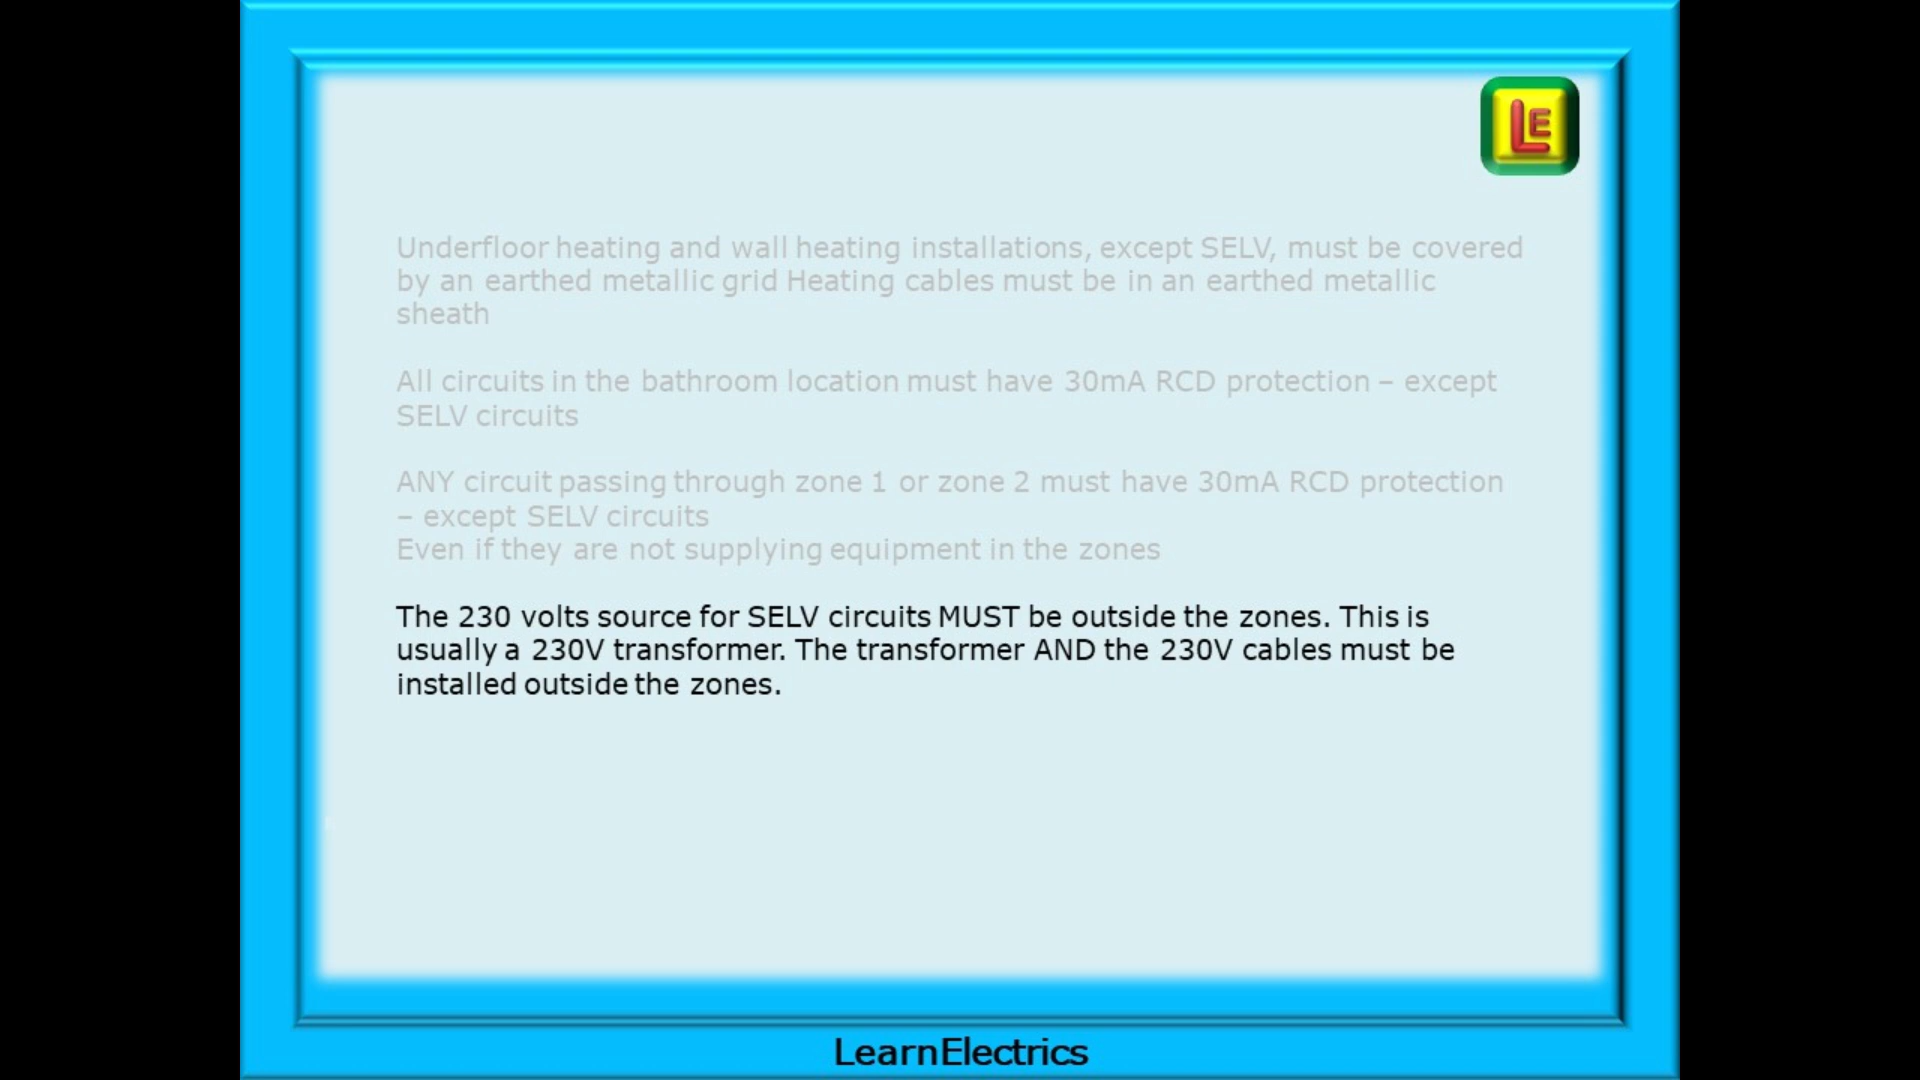 LE
Underfloor heating and wall heating installations, except SELV, must be covered
by an earthed metallic grid Heating cables must be in an earthed metallic
sheath
All circuits in the bathroom location must have 30mA RCD protection – except
SELV circuits
ANY circuit passing through zone 1 or zone 2 must have 30mA RCD protection
– except SELV circuits
Even if they are not supplying equipment in the zones
The 230 volts source for SELV circuits MUST be outside the zones. This is
usually a 230V transformer. The transformer AND the 230V cables must be
installed outside the zones.
LearnElectrics